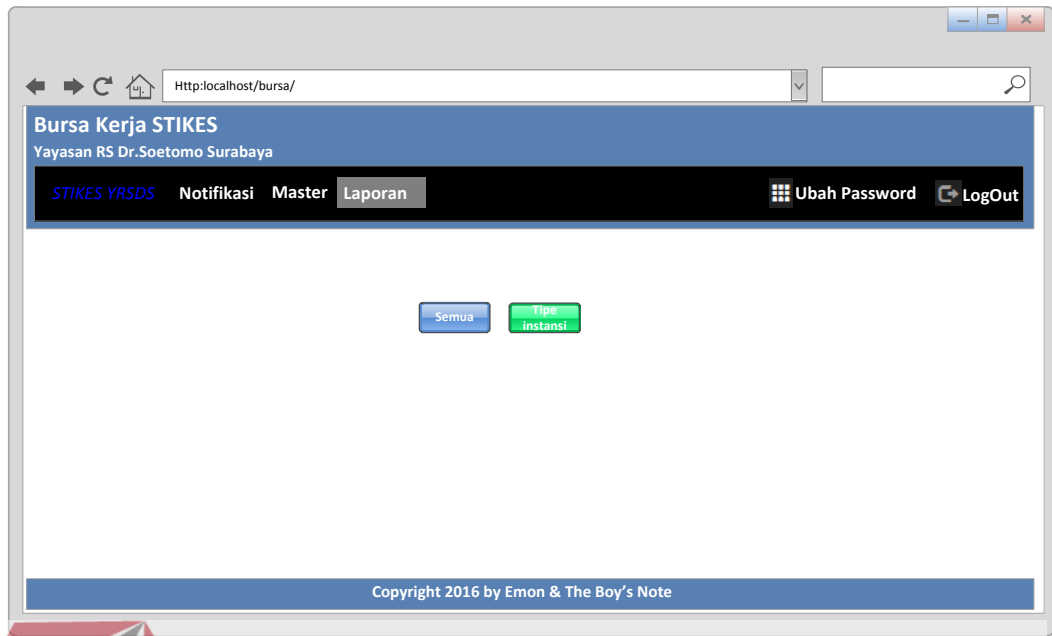 Http:localhost/bursa/
Bursa Kerja STIKES
Yayasan RS Dr.Soetomo Surabaya
STIKES YRSDS Notifikasi Master Laporan Ubah Password LogOut
Semua Tipe
instansi
Copyright 2016 by Emon & The Boy’s Note